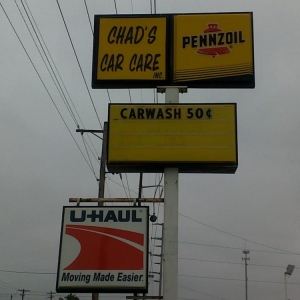 CHAD'S
CAR CARE
INC.
PENNZOIL
CARWASH 50¢
U-HAUL
Moving Made Easier